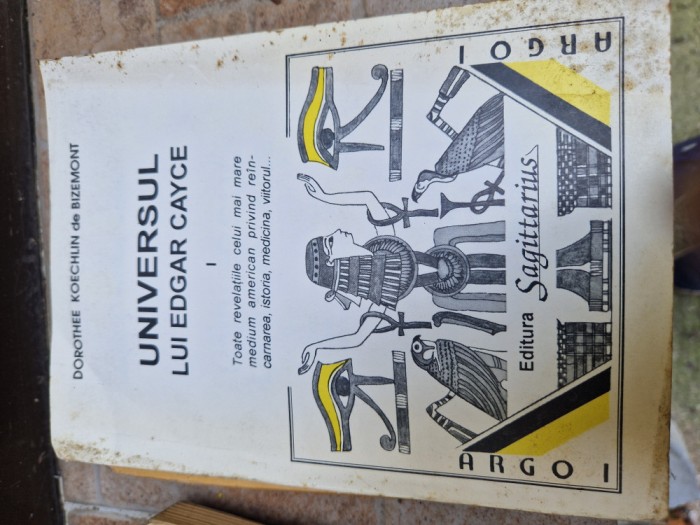 DOROTHEE KOECHLIN de BIZEMONT
UNIVERSUL
LUI EDGAR CAYCE
I
Toate revelațiile celui mai mare
medium american privind reîn-
carnarea, istoria, medicina, viitorul...
Editura Sagittarius
ARGO I
ARGO I